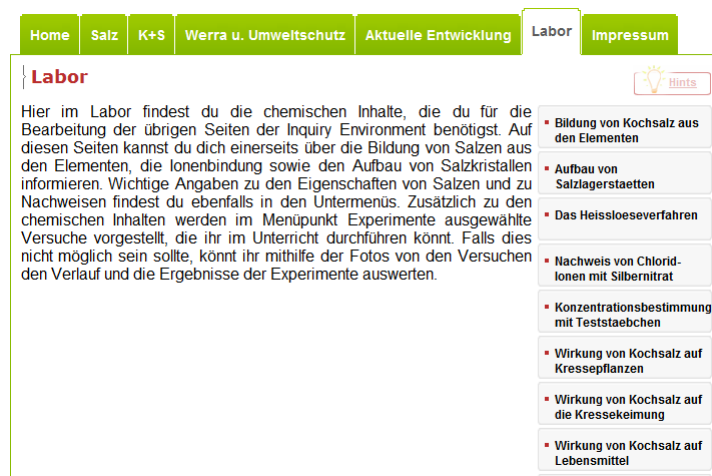 Home Salz K+S Werra u. Umweltschutz Aktuelle Entwicklung Labor Impressum
Labor
Hints
Hier im Labor findest du die chemischen Inhalte, die du für die
Bearbeitung der übrigen Seiten der Inquiry Environment benötigst. Auf
diesen Seiten kannst du dich einerseits über die Bildung von Salzen aus
den Elementen, die Ionenbindung sowie den Aufbau von Salzkristallen
informieren. Wichtige Angaben zu den Eigenschaften von Salzen und zu
Nachweisen findest du ebenfalls in den Untermenüs. Zusätzlich zu den
chemischen Inhalten werden im Menüpunkt Experimente ausgewählte
Versuche vorgestellt, die ihr im Unterricht durchführen könnt. Falls dies
nicht möglich sein sollte, könnt ihr mithilfe der Fotos von den Versuchen
den Verlauf und die Ergebnisse der Experimente auswerten.
Bildung von Kochsalz aus
den Elementen
Aufbau von
Salzlagerstaetten
Das Heissloeseverfahren
Nachweis von Chlorid-
Ionen mit Silbernitrat
Konzentrationsbestimmung
mit Teststaebchen
Wirkung von Kochsalz auf
Kressepflanzen
Wirkung von Kochsalz auf
die Kressekeimung
Wirkung von Kochsalz auf
Lebensmittel